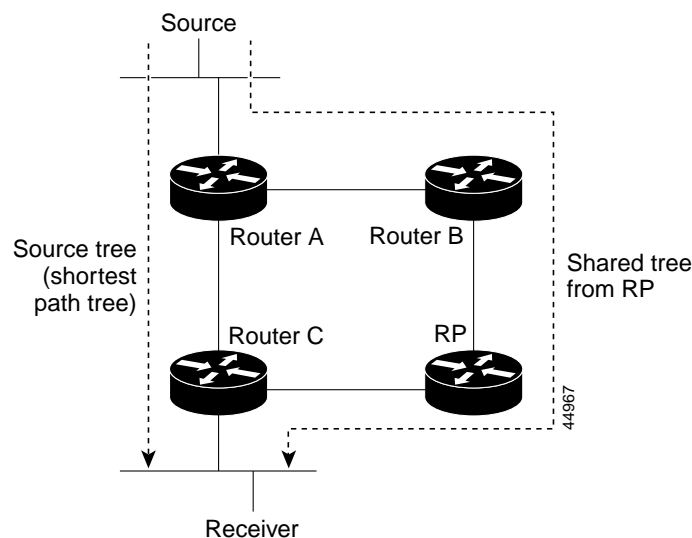 Source
Router A
Router B
Source tree
(shortest
path tree)
Shared tree
from RP
Router C
RP
44967
Receiver